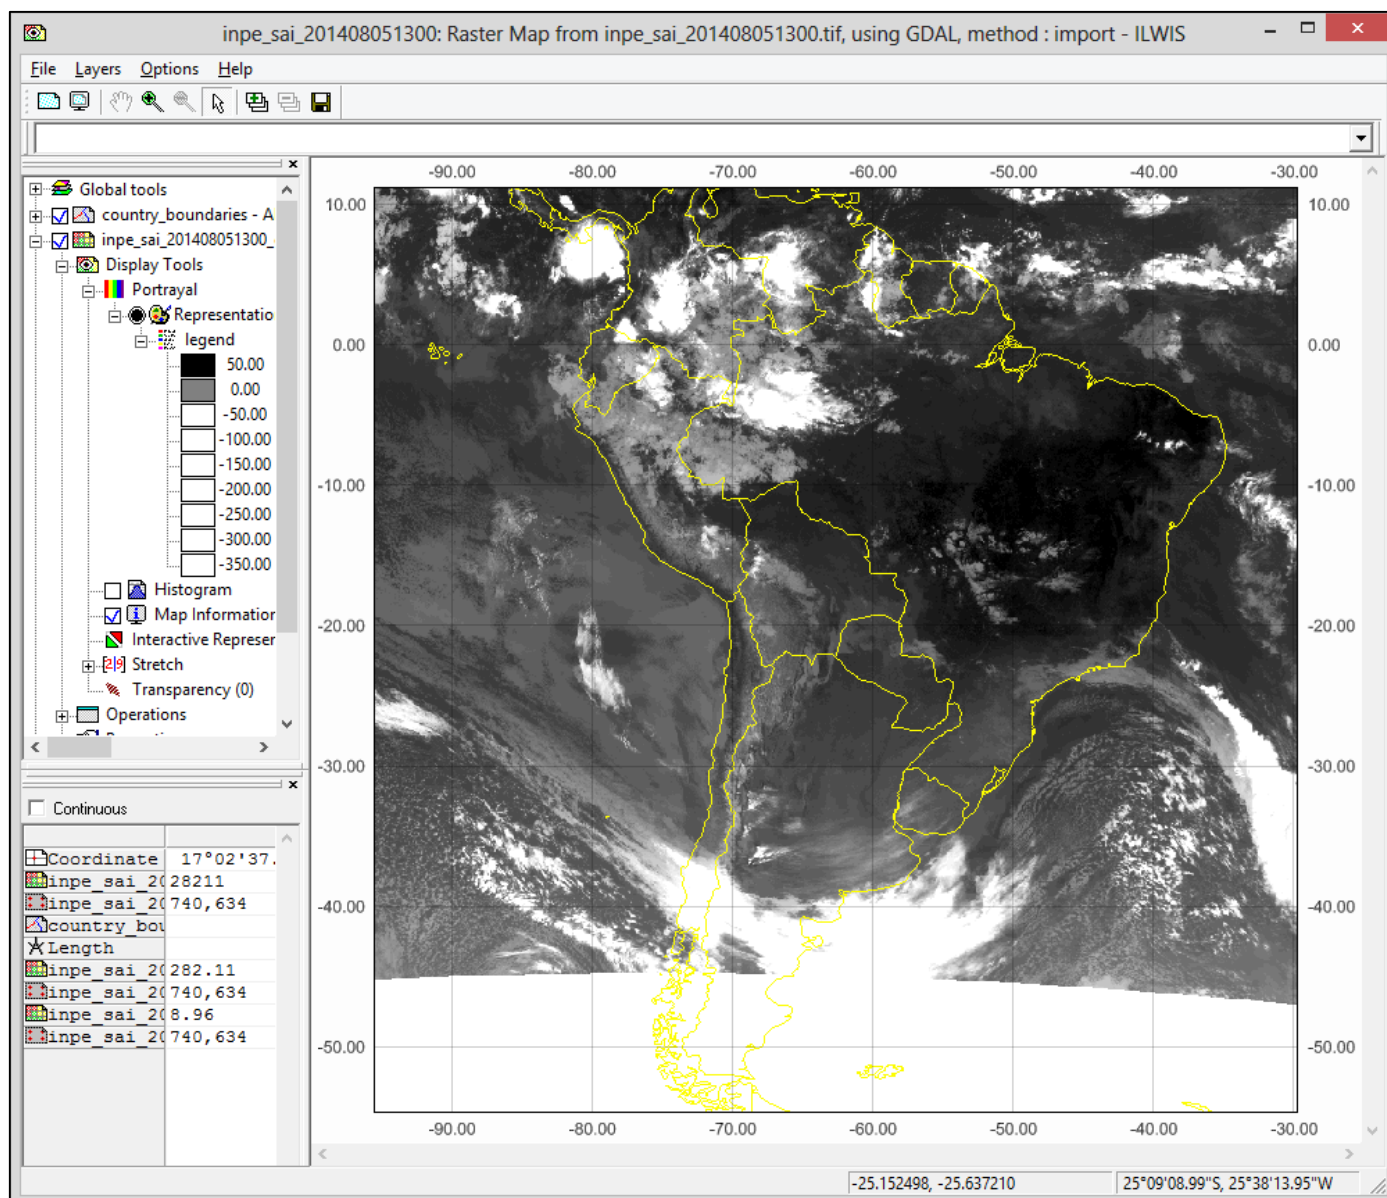 inpe_sai_201408051300: Raster Map from inpe_sai_201408051300.tif, using GDAL, method : import - ILWIS
File Layers Options Help
Global tools
country_boundaries - A
inpe_sai_201408051300_
Display Tools
Portrayal
Representatio
legend
50.00
0.00
-50.00
-100.00
-150.00
-200.00
-250.00
-300.00
-350.00
Histogram
Map Information
Interactive Represer
Stretch
Transparency (0)
Operations
Continuous
Coordinate 17°02'37.
inpe_sai_20 28211
inpe_sai_20 740,634
country_bou
Length
inpe_sai_20 282.11
inpe_sai_20 740,634
inpe_sai_20 8.96
inpe_sai_20 740,634
-90.00 -80.00 -70.00 -60.00 -50.00 -40.00 -30.00
10.00 10.00
0.00 0.00
-10.00 -10.00
-20.00 -20.00
-30.00 -30.00
-40.00 -40.00
-50.00 -50.00
-90.00 -80.00 -70.00 -60.00 -50.00 -40.00 -30.00
-25.152498, -25.637210 25°09'08.99"S, 25°38'13.95"W